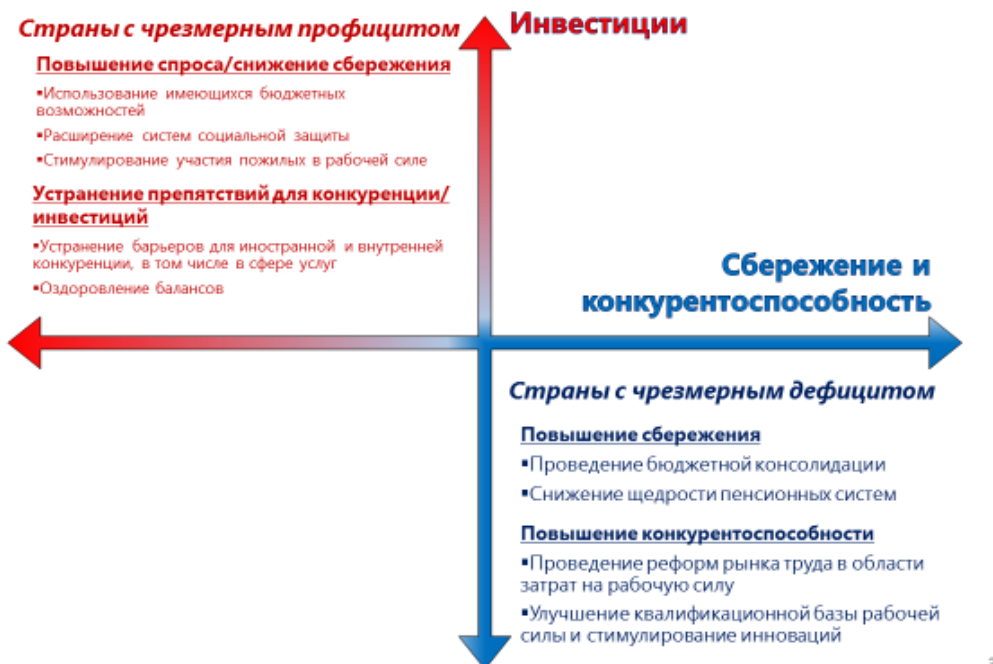 Страны с чрезмерным профицитом
Инвестиции
Повышение спроса/снижение сбережения
▪Использование имеющихся бюджетных
возможностей
▪Расширение систем социальной защиты
▪Стимулирование участия пожилых в рабочей силе
Устранение препятствий для конкуренции/
инвестиций
▪Устранение барьеров для иностранной и внутренней
конкуренции, в том числе в сфере услуг
▪Оздоровление балансов
Сбережение и
конкурентоспособность
Страны с чрезмерным дефицитом
Повышение сбережения
▪Проведение бюджетной консолидации
▪Снижение щедрости пенсионных систем
Повышение конкурентоспособности
▪Проведение реформ рынка труда в области
затрат на рабочую силу
▪Улучшение квалификационной базы рабочей
силы и стимулирование инноваций